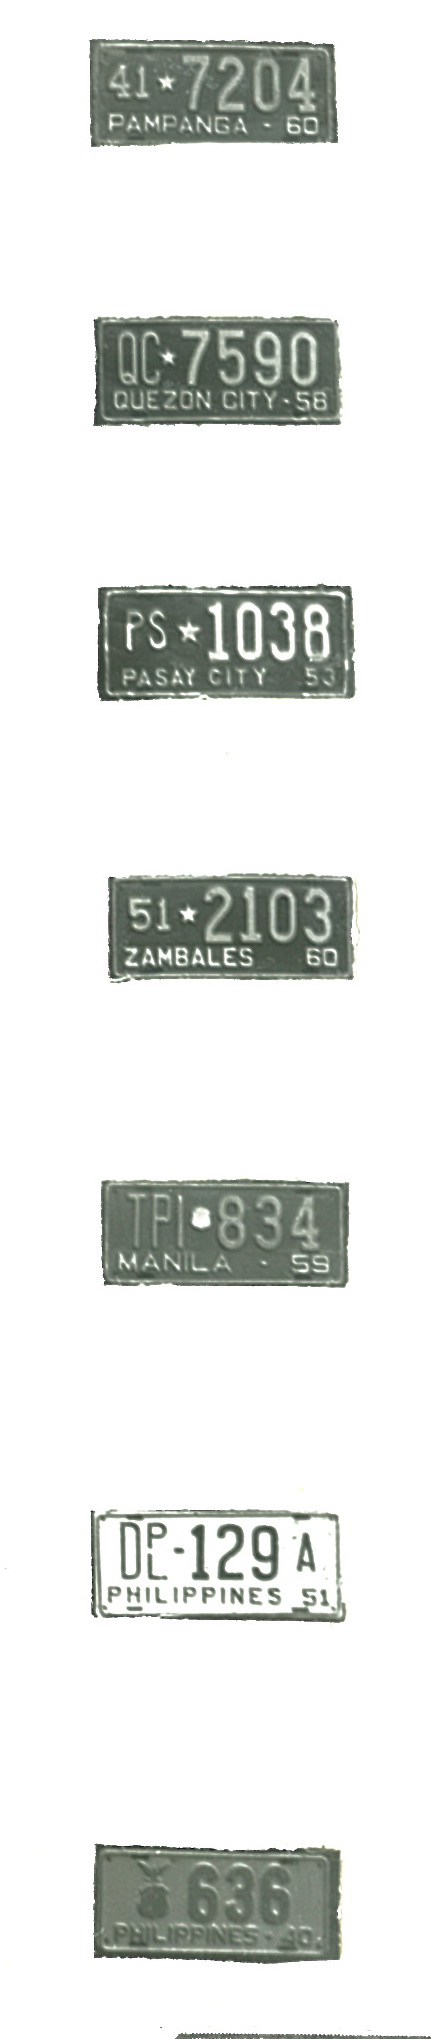 41★7204
PAMPANGA - 60
QC★7590
QUEZON CITY-58
PS★1038
PASAY CITY 53
51★2103
ZAMBALES 60
TPI 834
MANILA - 59
DPL-129 A
PHILIPPINES 51
636
PHILIPPINES - 40